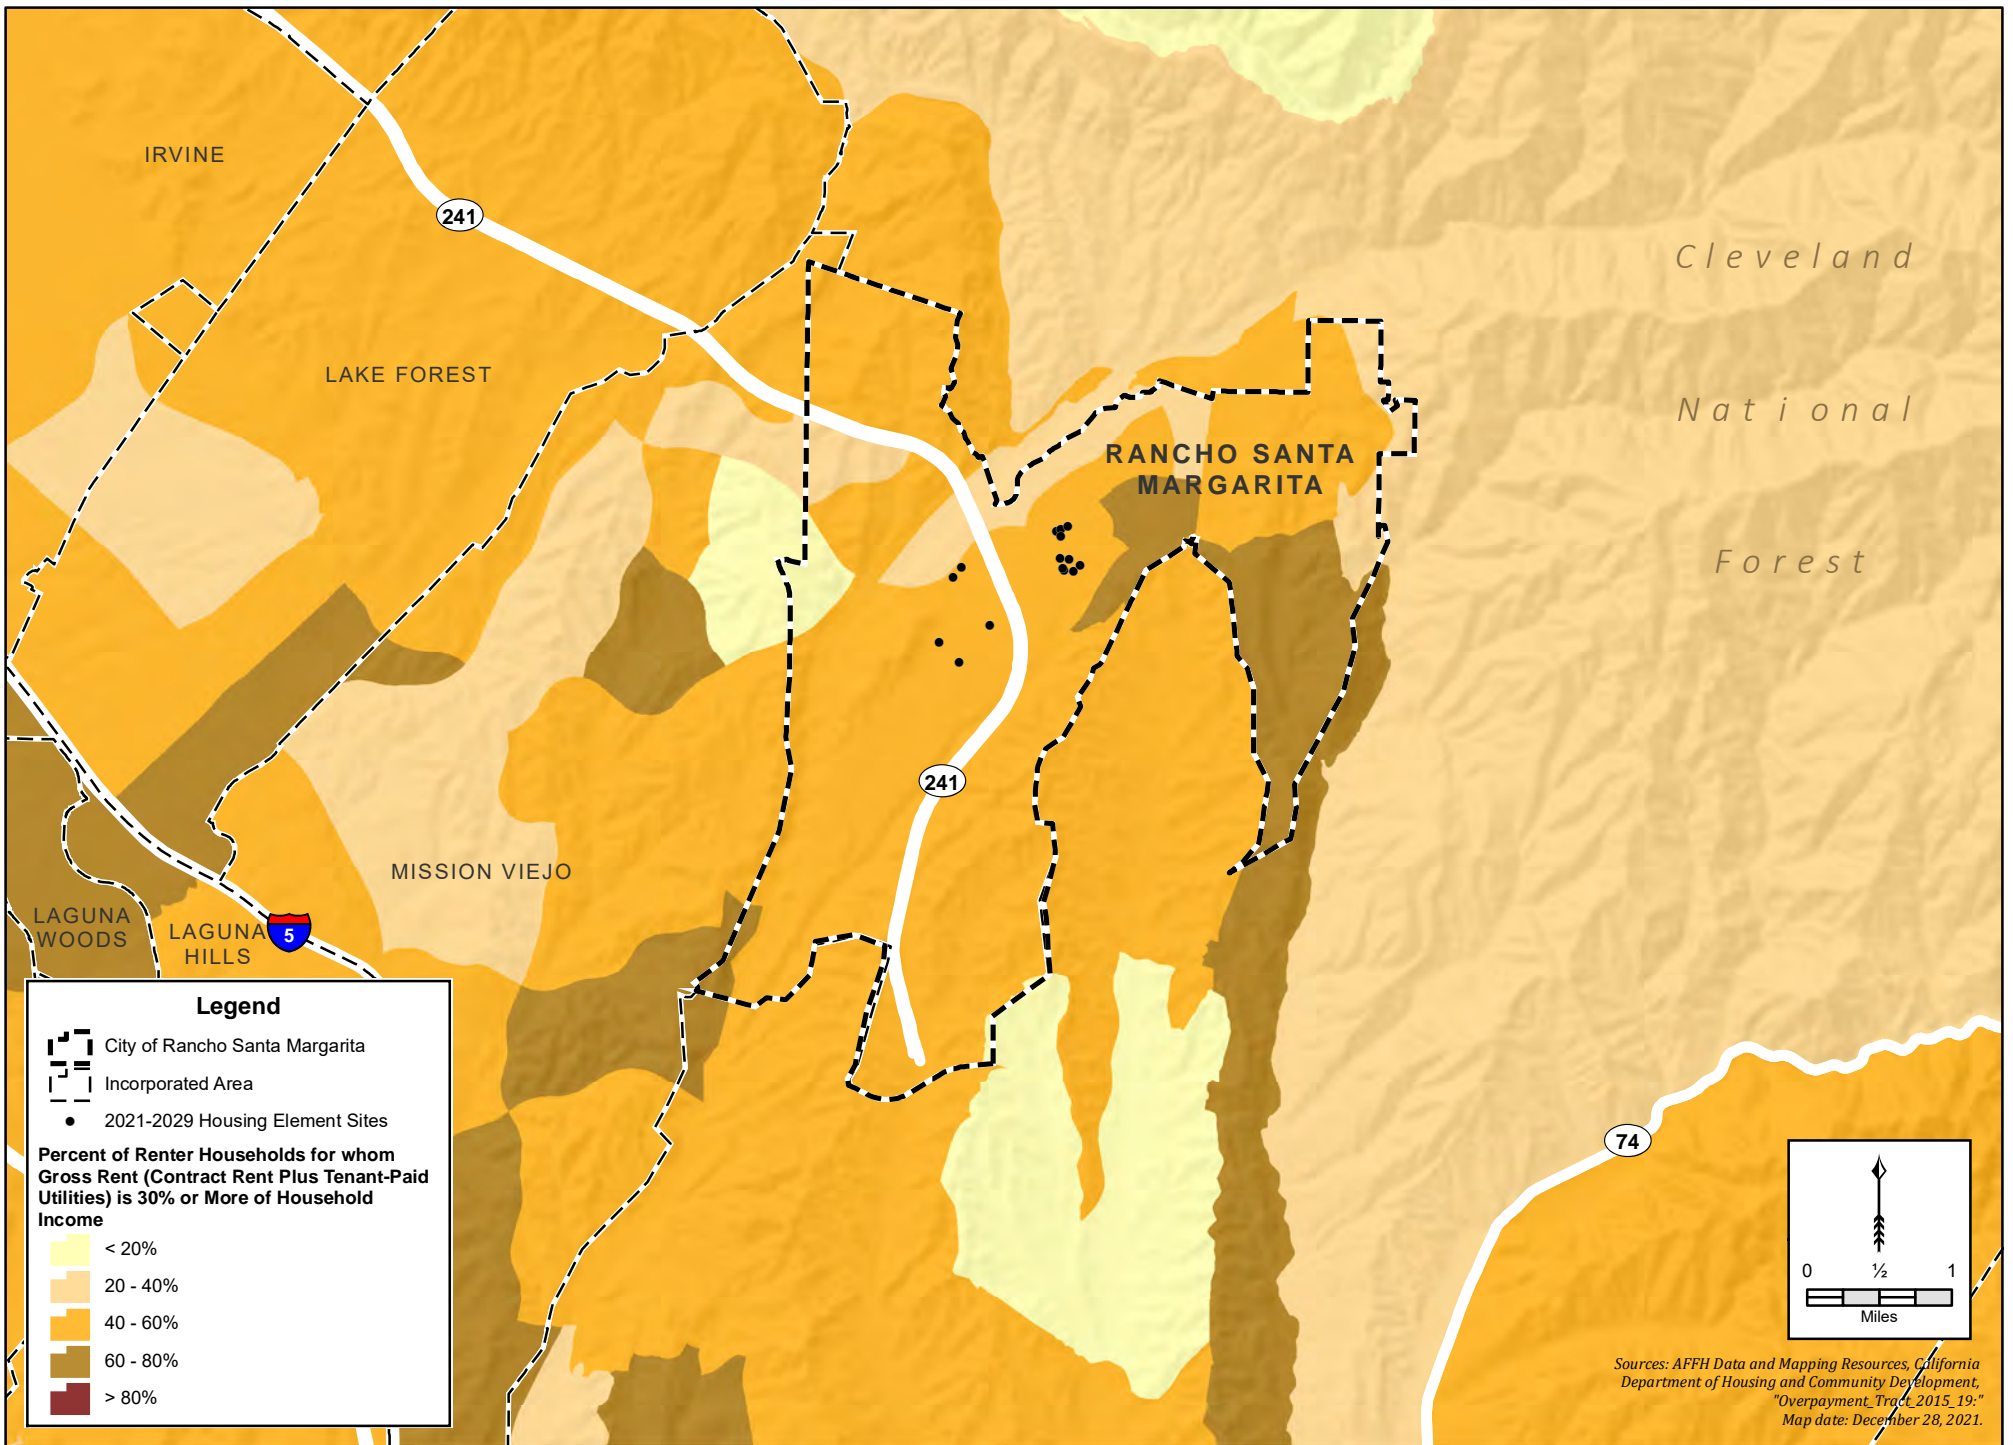 IRVINE
241
Cleveland
National
Forest
LAKE FOREST
RANCHO SANTA
MARGARITA
241
MISSION VIEJO
LAGUNA
WOODS
LAGUNA
HILLS
5
74
Legend
City of Rancho Santa Margarita
Incorporated Area
2021-2029 Housing Element Sites
Percent of Renter Households for whom
Gross Rent (Contract Rent Plus Tenant-Paid
Utilities) is 30% or More of Household
Income
< 20%
20 - 40%
40 - 60%
60 - 80%
> 80%
0 ½ 1
Miles
Sources: AFFH Data and Mapping Resources, California
Department of Housing and Community Development,
"Overpayment_Tract_2015_19:"
Map date: December 28, 2021.